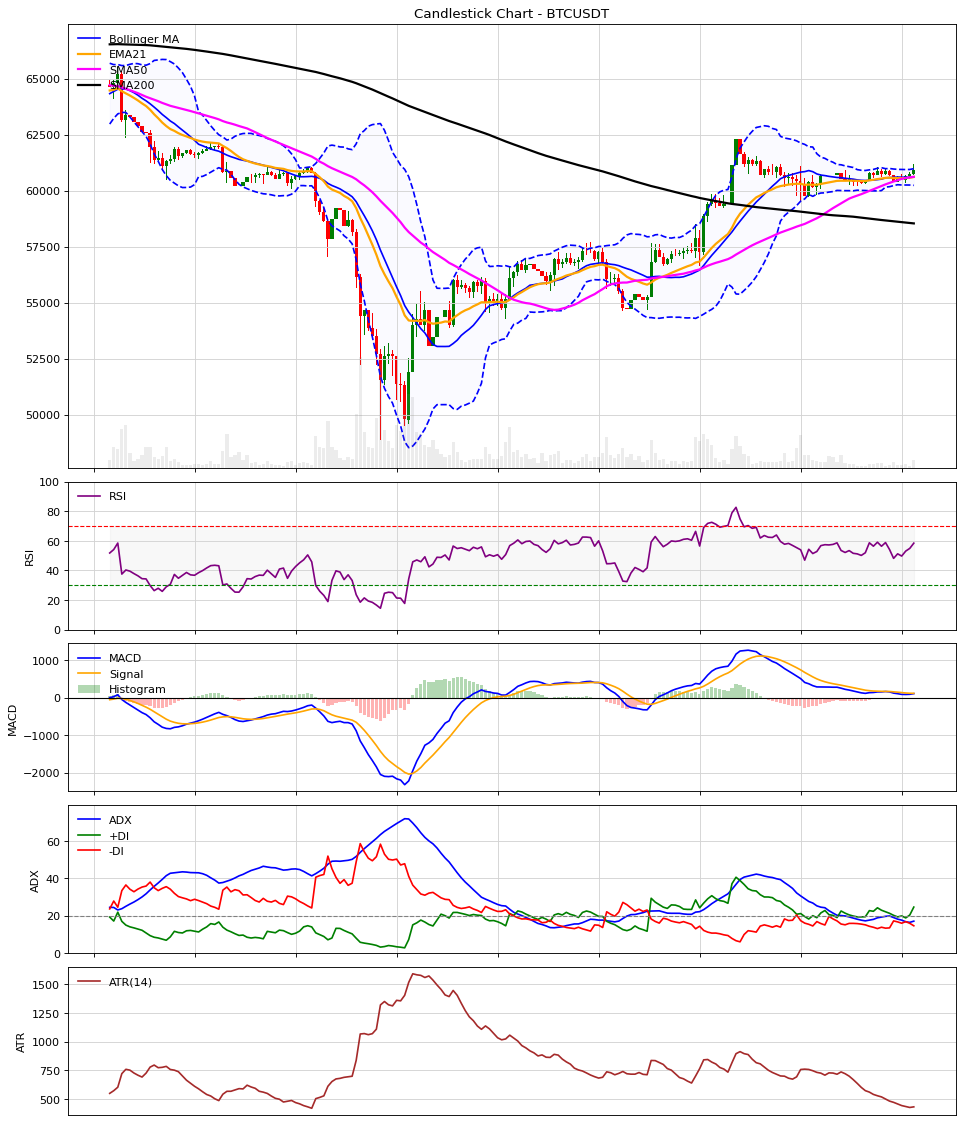 Candlestick Chart - BTCUSDT
Bollinger MA
EMA21
SMA50
SMA200
65000
62500
60000
57500
55000
52500
50000
RSI
100
80
60
40
20
0
RSI
MACD
Signal
Histogram
1000
0
−1000
−2000
MACD
ADX
+DI
-DI
60
40
20
0
ADX
ATR(14)
1500
1250
1000
750
500
ATR